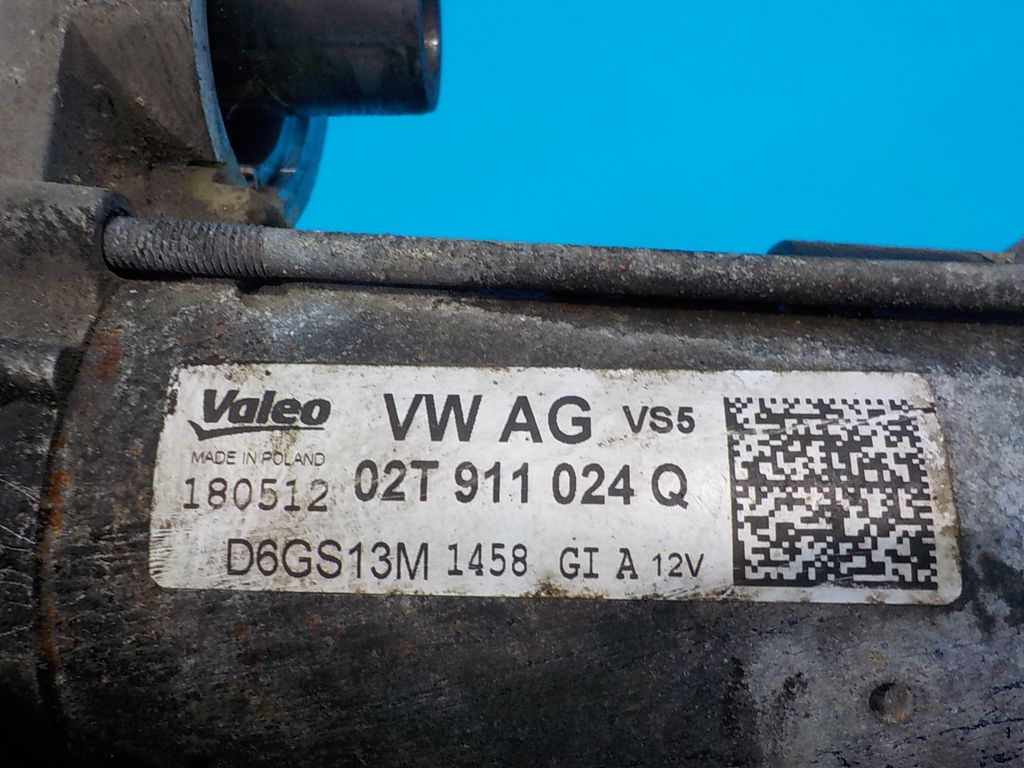 Valeo VW AG VS5
MADE IN POLAND
180512 02T 911 024 Q
D6GS13M 1458 GI A 12V